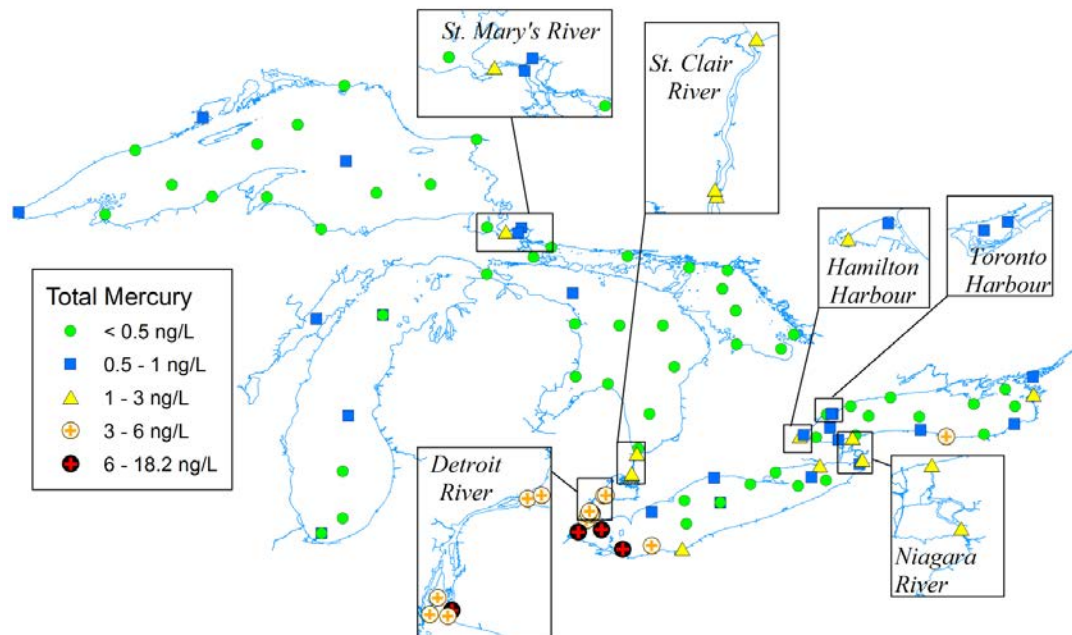 St. Mary's River
St. Clair
River
Hamilton
Harbour
Toronto
Harbour
Total Mercury
< 0.5 ng/L
0.5 - 1 ng/L
1 - 3 ng/L
3 - 6 ng/L
6 - 18.2 ng/L
Detroit
River
Niagara
River